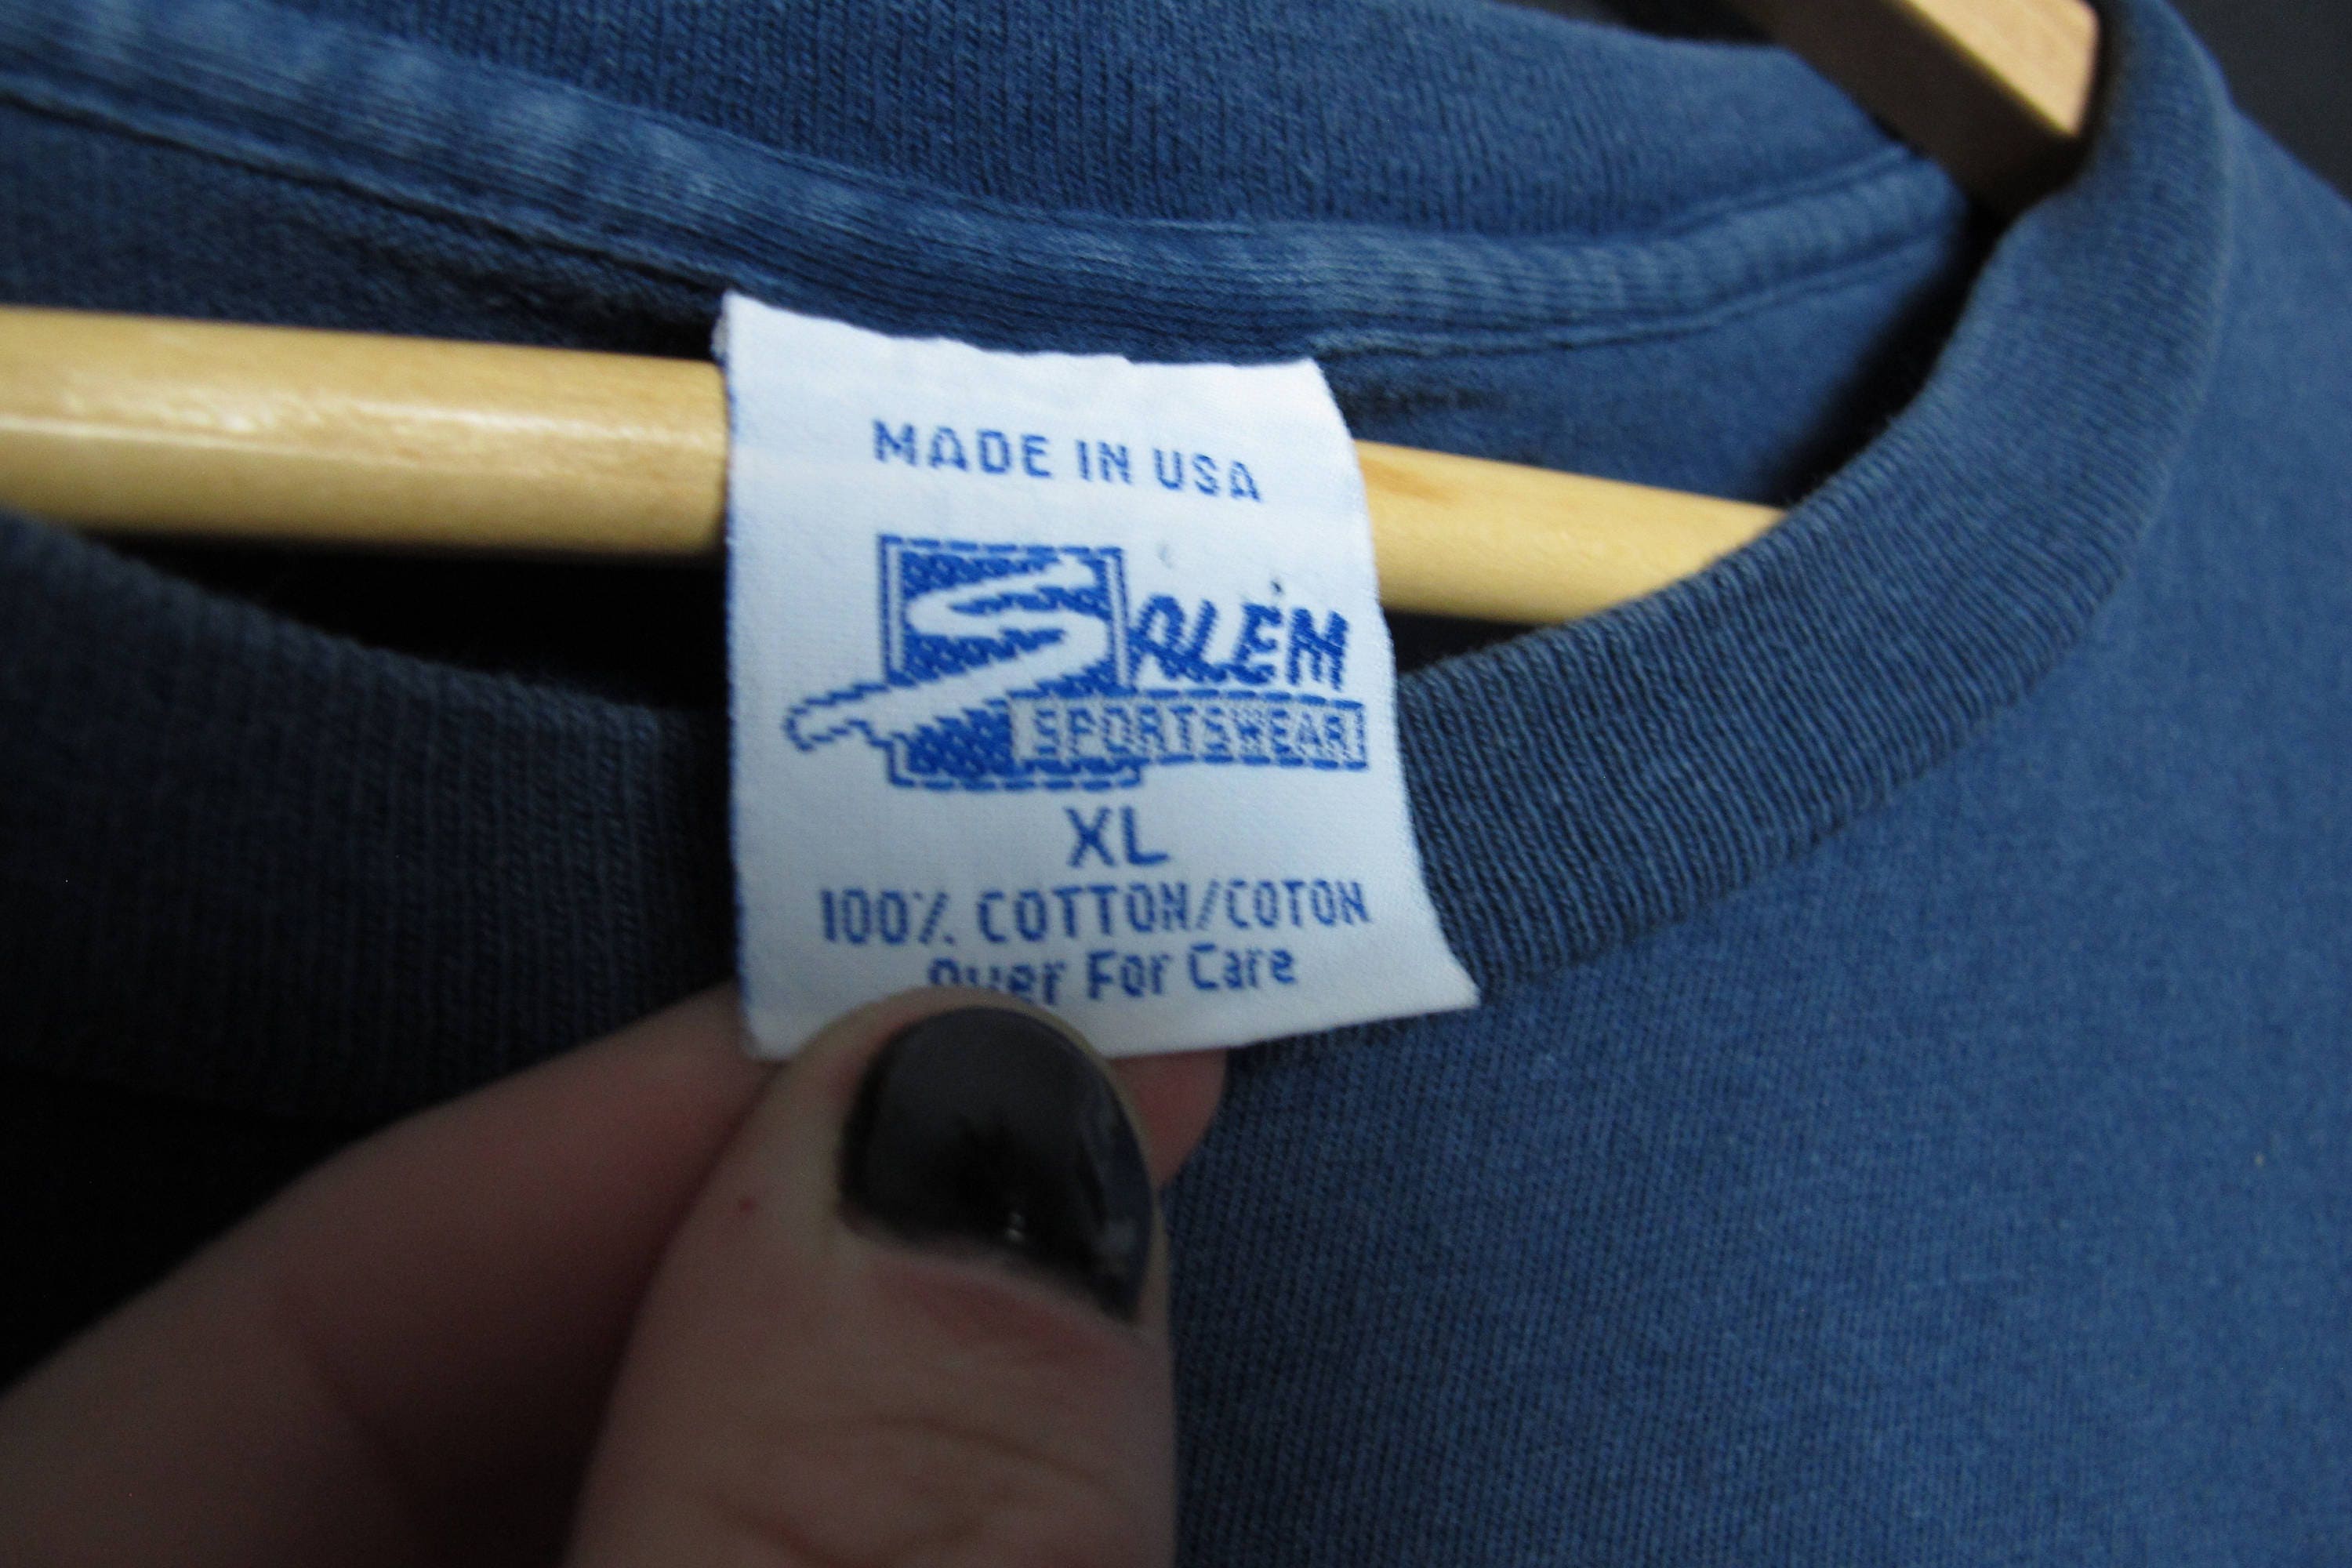 MADE IN USA
SALEM
SPORTSWEAR
XL
100% COTTON/COTON
Over For Care